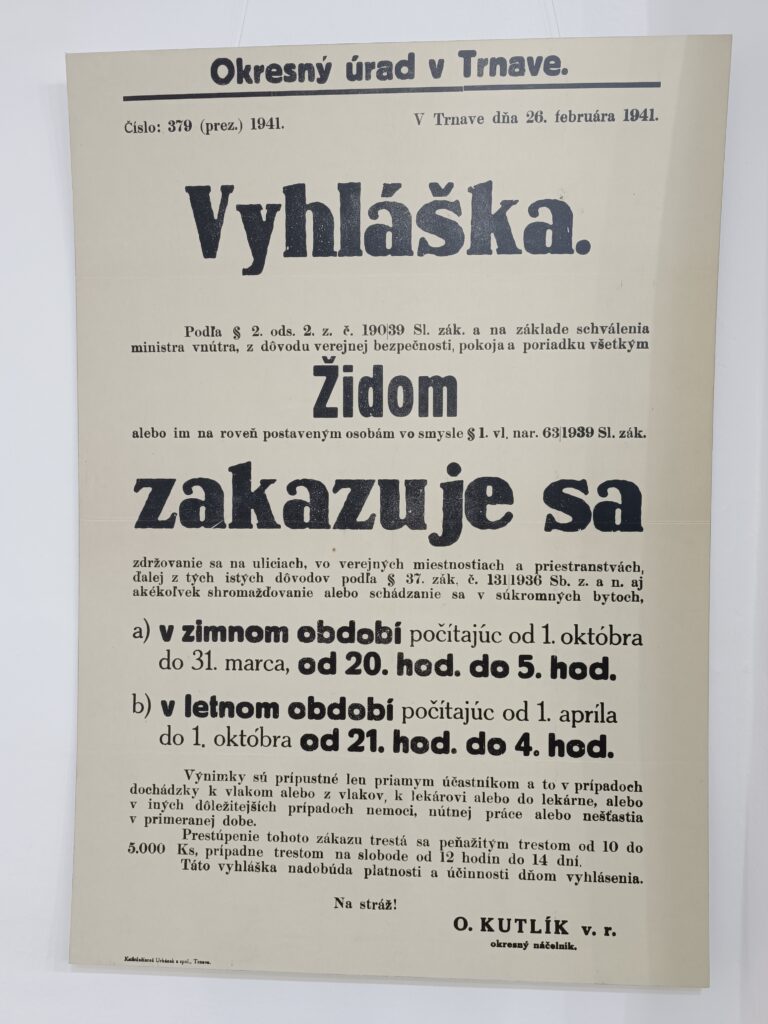 Okresný úrad v Trnave.
Číslo: 379 (prez.) 1941.
V Trnave dňa 26. februára 1941.
Vyhláška.
Podľa § 2. ods. 2. z. č. 190|39 Sl. zák. a na základe schválenia
ministra vnútra, z dôvodu verejnej bezpečnosti, pokoja a poriadku všetkým
Židom
alebo im na roveň postaveným osobám vo smysle § 1. vl, nar. 63|1939 Sl. zák.
zakazuje sa
zdržovanie sa na uliciach, vo verejných miestnostiach a priestranstvách,
ďalej z tých istých dôvodov podľa § 37. zák, č. 131|1936 Sb. z. a n. aj
akékoľvek shromažďovanie alebo schádzanie sa v súkromných bytoch,
a) v zimnom období počítajúc od 1. októbra
do 31. marca, od 20. hod. do 5. hod.
b) v letnom období počítajúc od 1. apríla
do 1. októbra od 21. hod. do 4. hod.
Výnimky sú prípustné len priamym účastníkom a to v prípadoch
dochádzky k vlakom alebo z vlakov, k lekárovi alebo do lekárne, alebo
v iných dôležitejších prípadoch nemoci, nútnej práce alebo nešťastia
v primeranej dobe.
Prestúpenie tohoto zákazu trestá sa peňažitým trestom od 10 do
5.000 Ks, prípadne trestom na slobode od 12 hodín do 14 dní.
Táto vyhláška nadobúda platnosti a účinnosti dňom vyhlásenia.
Na stráž!
O. KUTLÍK v. r.
okresný náčelník.
Urbánek a spol., Trnava.